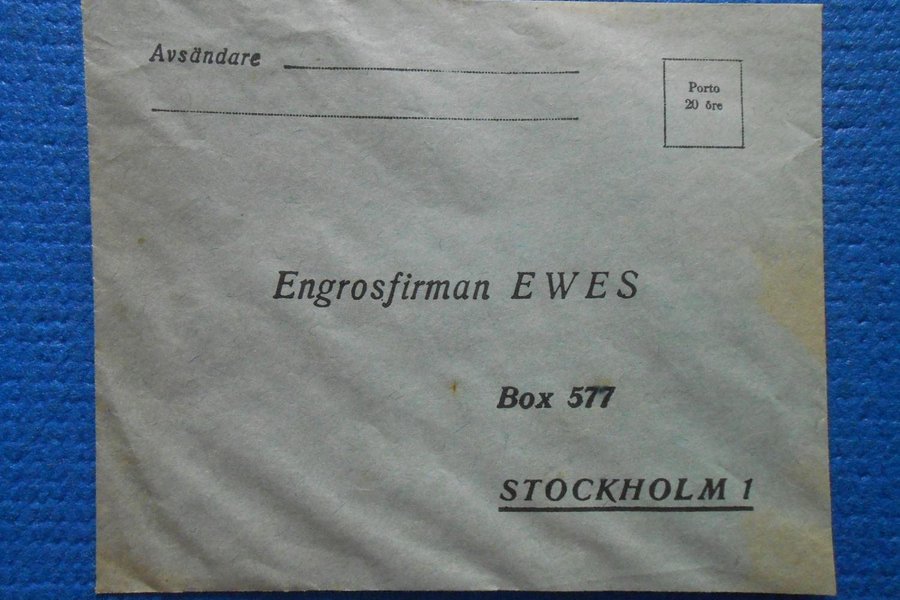 Avsändare
Porto
20 öre
Engrosfirman EWES
Box 577
STOCKHOLM 1